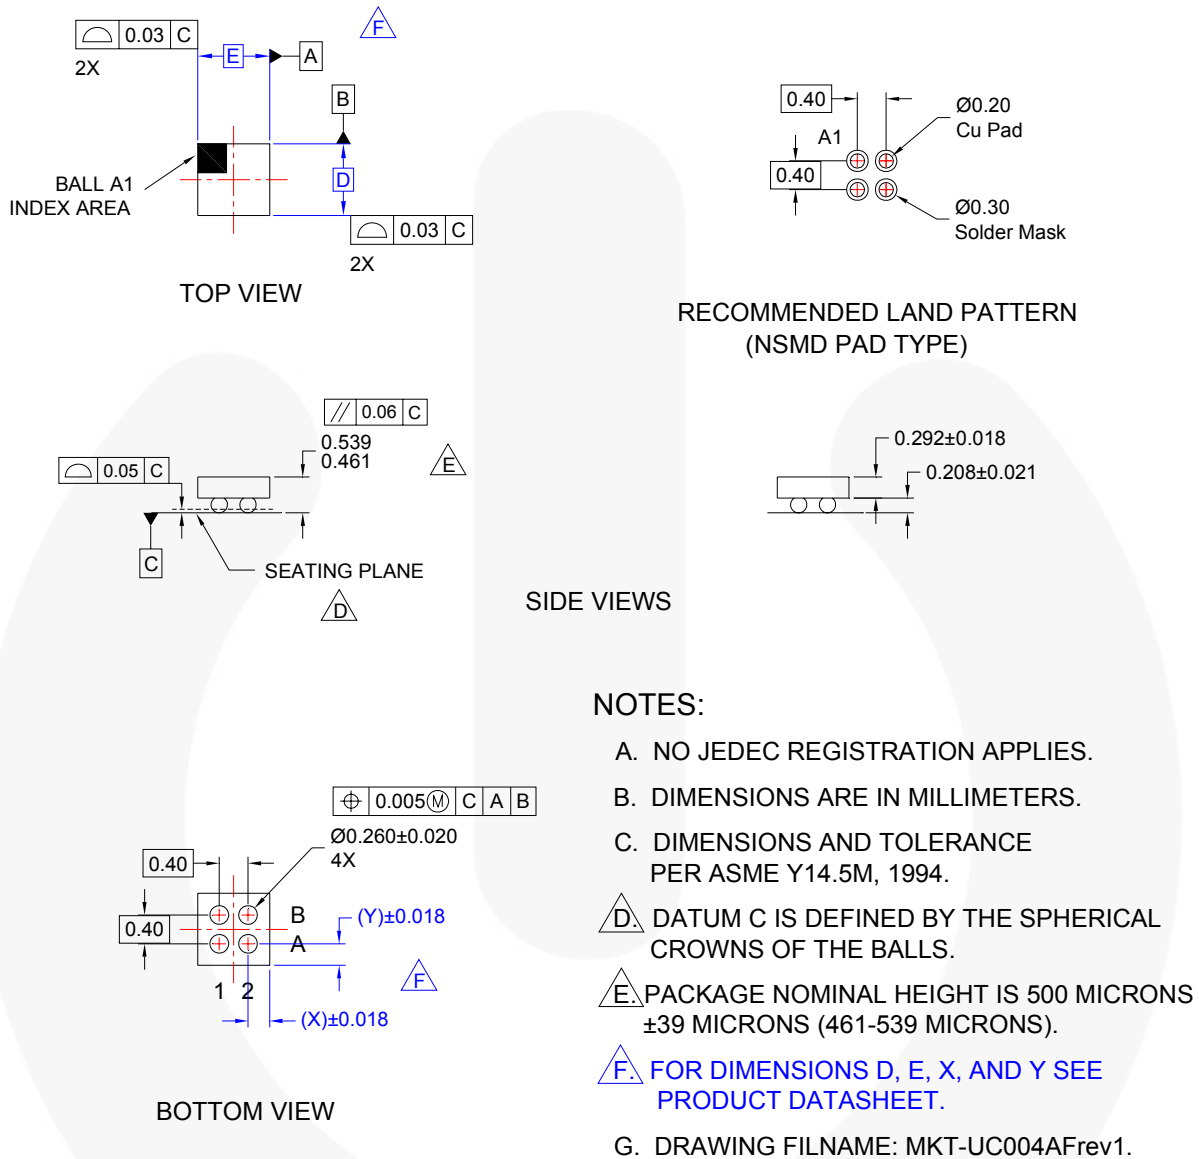 0.03 C
2X
E
A
F
B
D
BALL A1
INDEX AREA
0.03 C
2X
TOP VIEW
0.40
A1
0.40
Ø0.20
Cu Pad
Ø0.30
Solder Mask
RECOMMENDED LAND PATTERN
(NSMD PAD TYPE)
// 0.06 C
0.539
0.461
E
0.05 C
C
SEATING PLANE
D
0.292±0.018
0.208±0.021
SIDE VIEWS
0.005Ⓜ C A B
Ø0.260±0.020
4X
0.40
0.40
B
A
1 2
(Y)±0.018
F
(X)±0.018
BOTTOM VIEW
NOTES:
A. NO JEDEC REGISTRATION APPLIES.
B. DIMENSIONS ARE IN MILLIMETERS.
C. DIMENSIONS AND TOLERANCE
PER ASME Y14.5M, 1994.
D. DATUM C IS DEFINED BY THE SPHERICAL
CROWNS OF THE BALLS.
E. PACKAGE NOMINAL HEIGHT IS 500 MICRONS
±39 MICRONS (461-539 MICRONS).
F. FOR DIMENSIONS D, E, X, AND Y SEE
PRODUCT DATASHEET.
G. DRAWING FILNAME: MKT-UC004AFrev1.